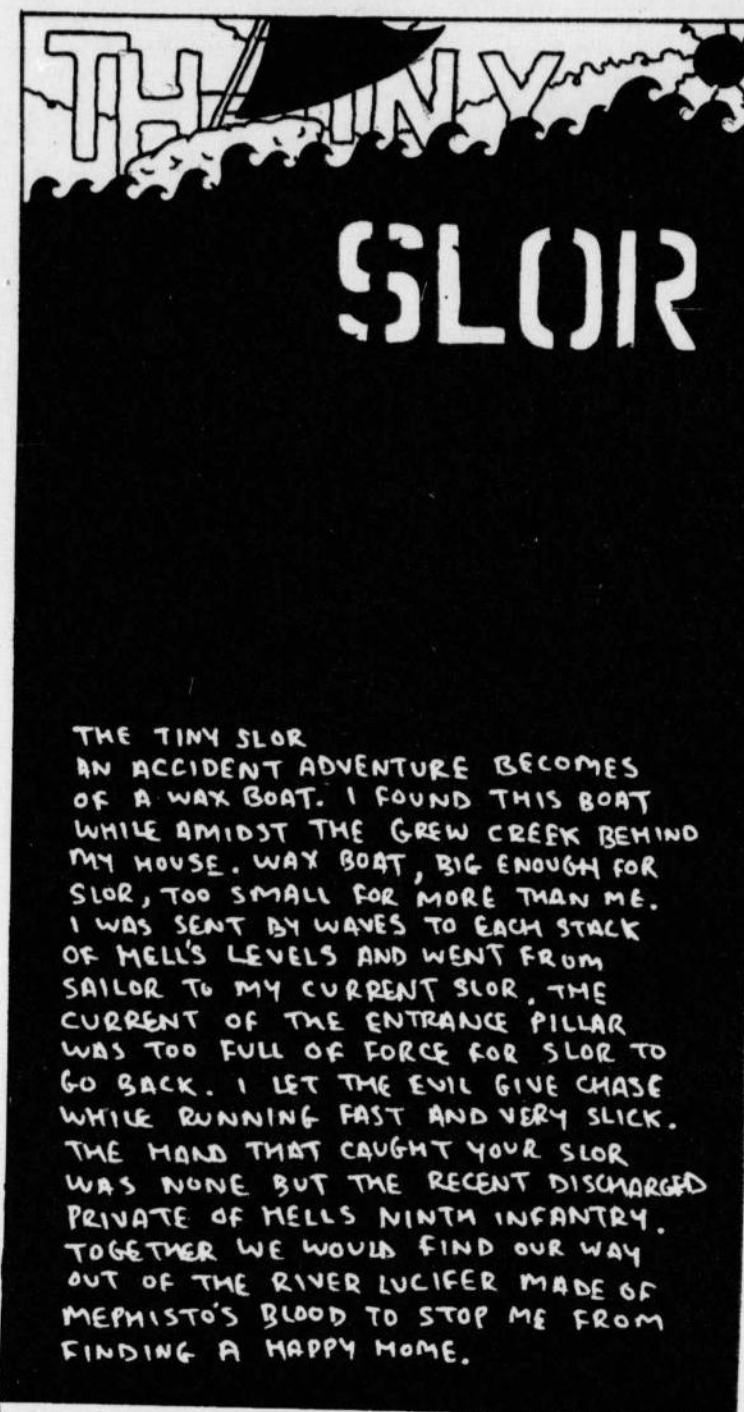 THE TINY
SLOR
THE TINY SLOR
AN ACCIDENT ADVENTURE BECOMES
OF A WAX BOAT. I FOUND THIS BOAT
WHILE AMIDST THE GREW CREEK BEHIND
MY HOUSE. WAX BOAT, BIG ENOUGH FOR
SLOR, TOO SMALL FOR MORE THAN ME.
I WAS SENT BY WAVES TO EACH STACK
OF HELL'S LEVELS AND WENT FROM
SAILOR TO MY CURRENT SLOR. THE
CURRENT OF THE ENTRANCE PILLAR
WAS TOO FULL OF FORCE FOR SLOR TO
GO BACK. I LET THE EVIL GIVE CHASE
WHILE RUNNING FAST AND VERY SLICK.
THE HAND THAT CAUGHT YOUR SLOR
WAS NONE BUT THE RECENT DISCHARGED
PRIVATE OF HELLS NINTH INFANTRY.
TOGETHER WE WOULD FIND OUR WAY
OUT OF THE RIVER LUCIFER MADE OF
MEPHISTO'S BLOOD TO STOP ME FROM
FINDING A HAPPY HOME.